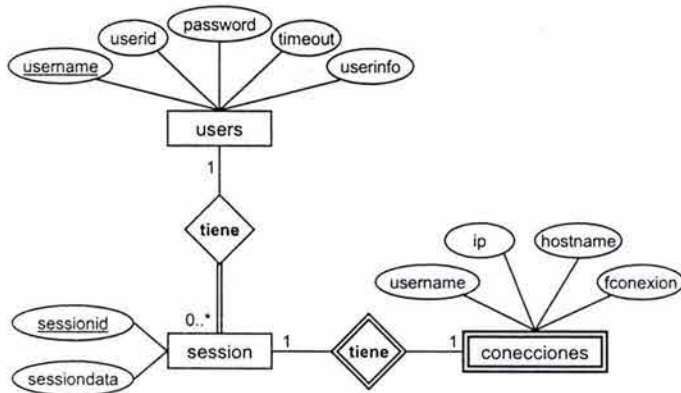 password
userid
timeout
username
userinfo
users
1
tiene
ip
hostname
username
fconexion
0..*
sessionid
session
1
tiene
1
conecciones
sessiondata